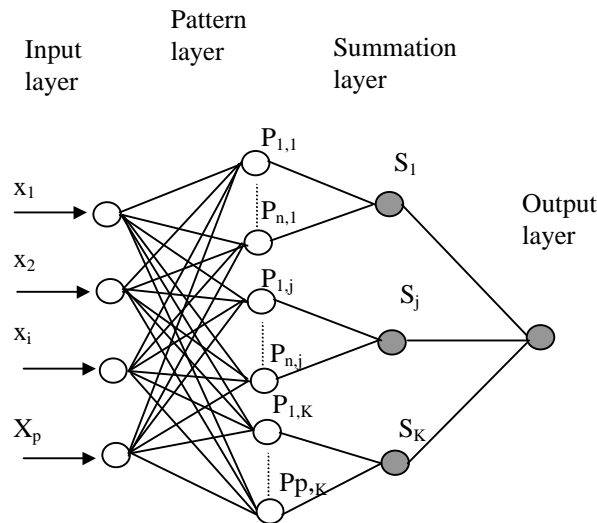 Pattern
layer
Input
layer
Summation
layer
Output
layer
x1
x2
xi
Xp
P1,1
Pn,1
P1,j
Pn,j
P1,K
Pp,K
S1
Sj
SK